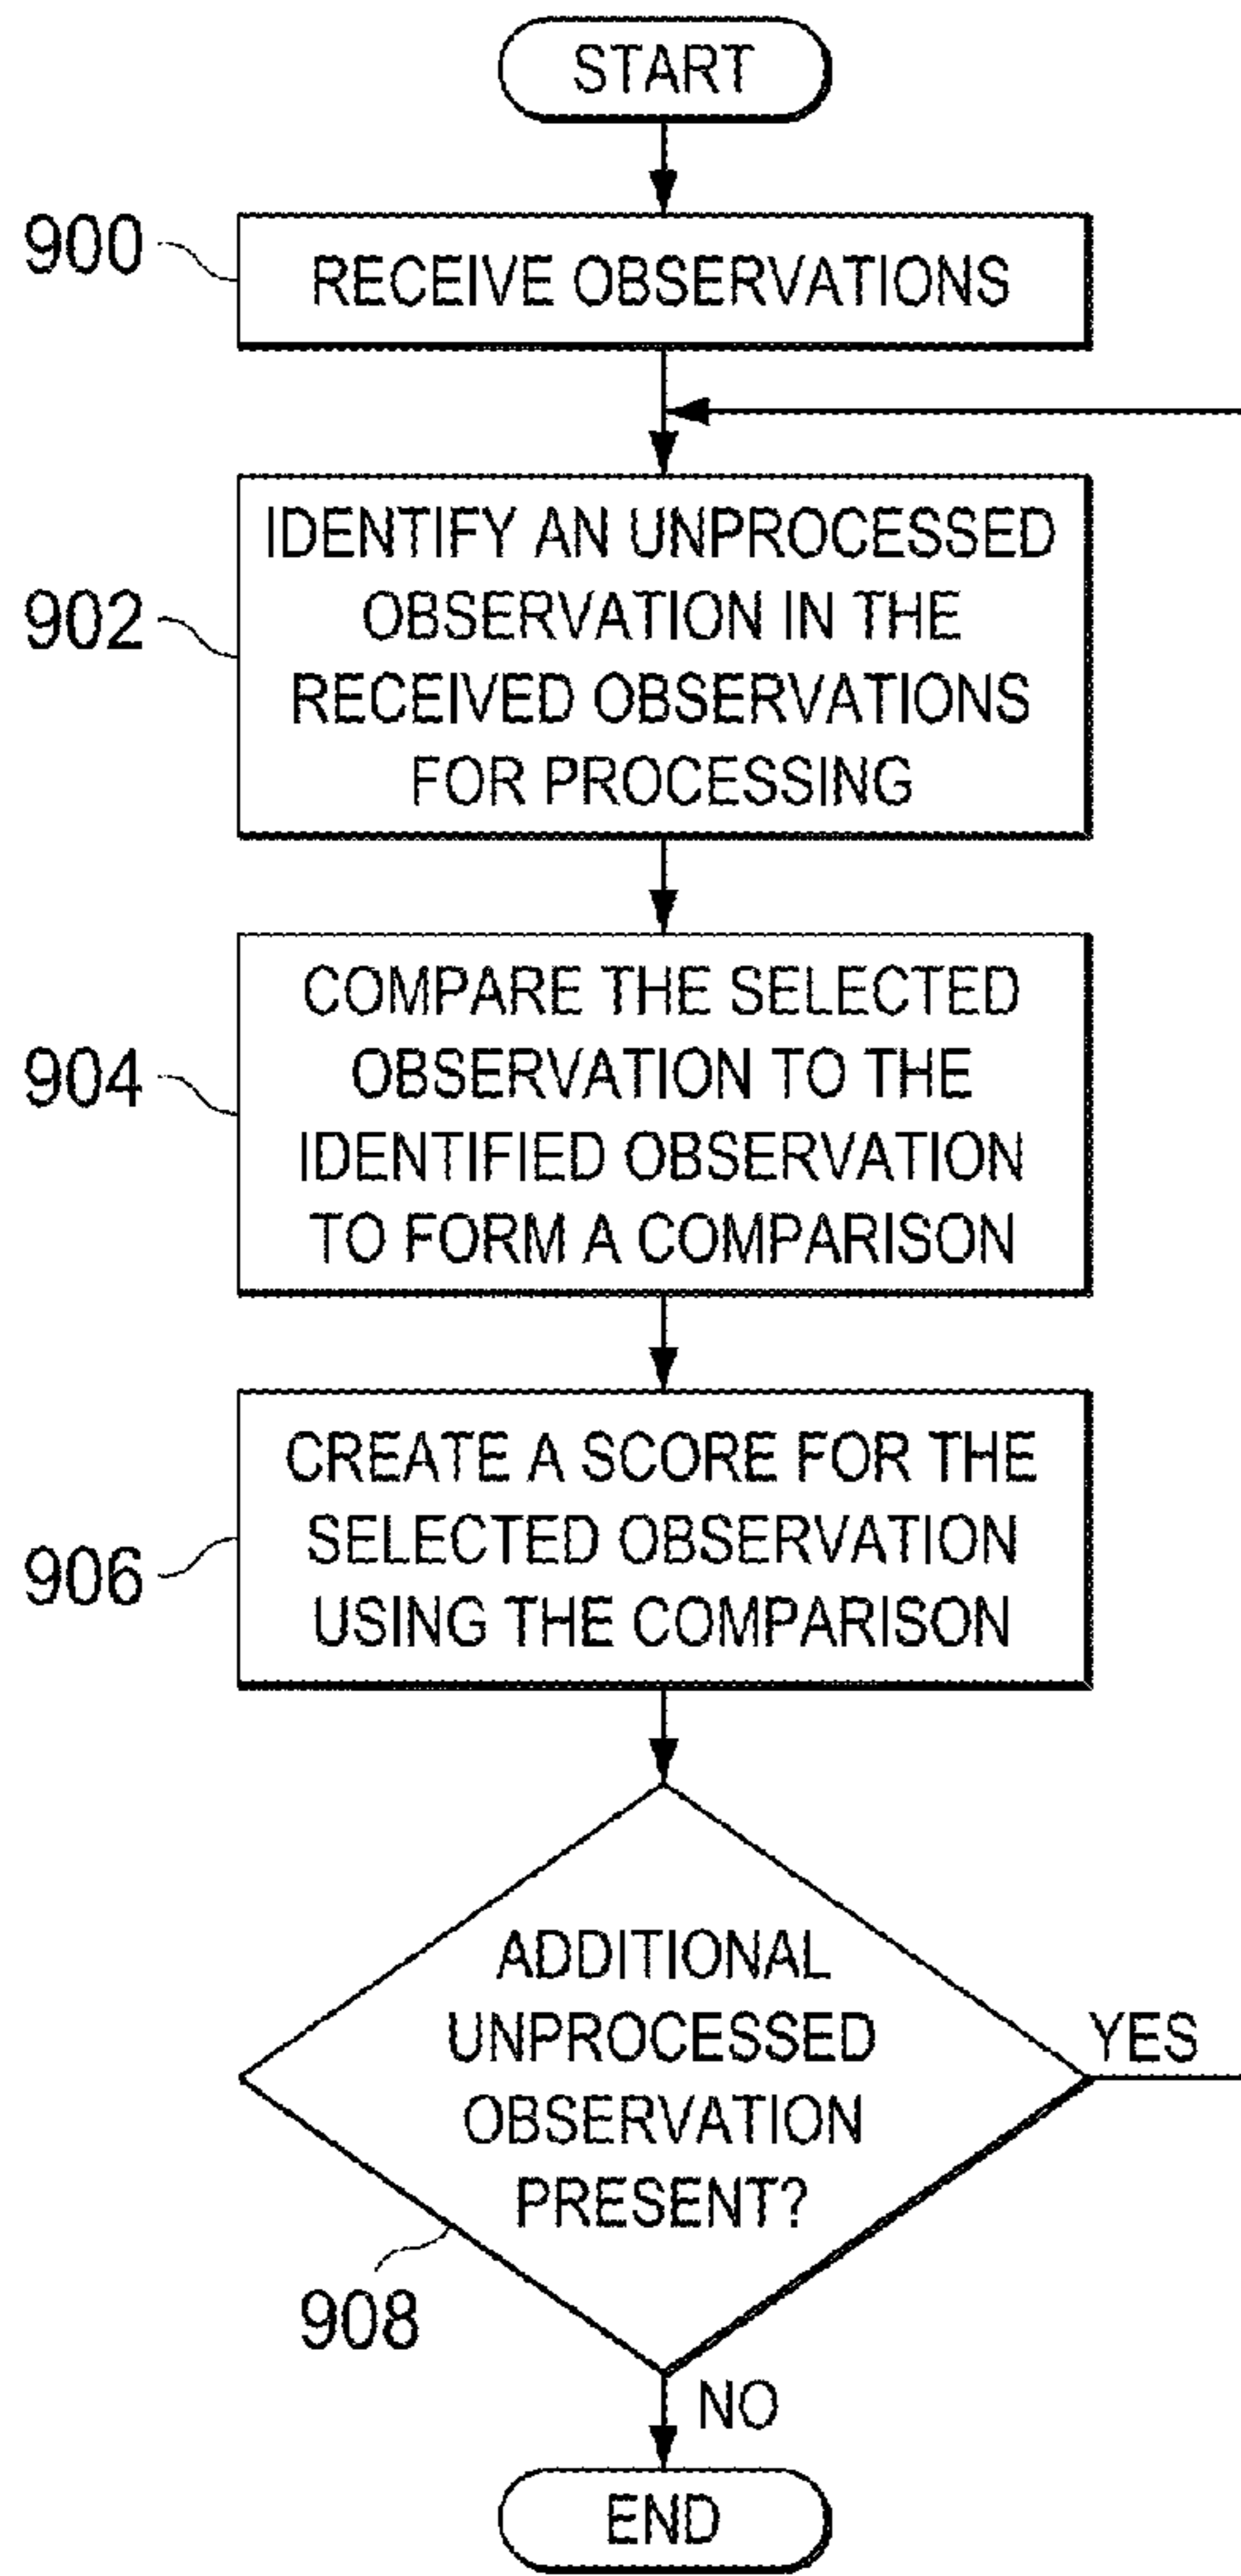 START
900
RECEIVE OBSERVATIONS
902
IDENTIFY AN UNPROCESSED
OBSERVATION IN THE
RECEIVED OBSERVATIONS
FOR PROCESSING
904
COMPARE THE SELECTED
OBSERVATION TO THE
IDENTIFIED OBSERVATION
TO FORM A COMPARISON
906
CREATE A SCORE FOR THE
SELECTED OBSERVATION
USING THE COMPARISON
ADDITIONAL
UNPROCESSED
OBSERVATION
PRESENT?
YES
908
NO
END